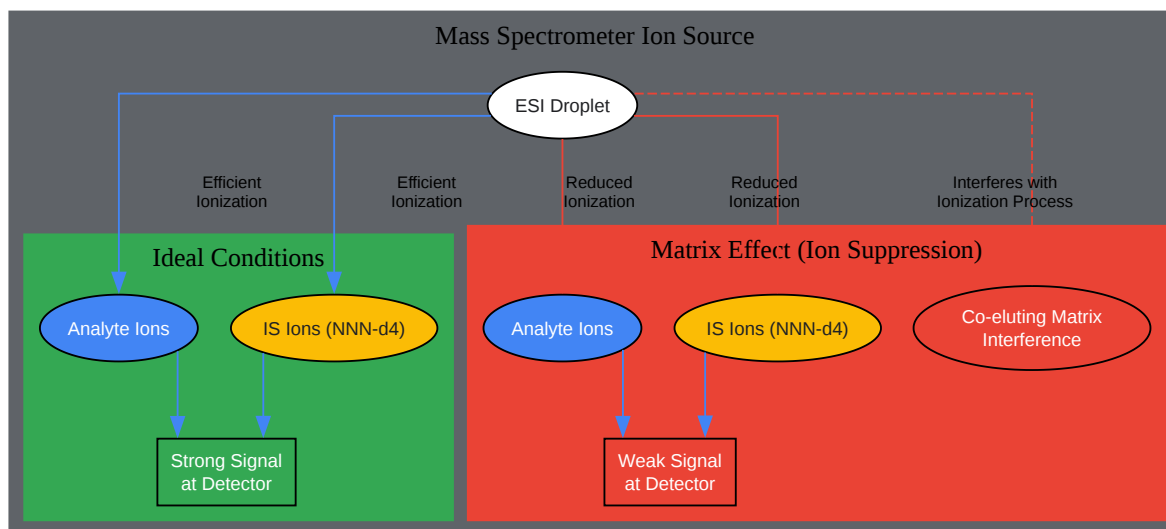 Mass Spectrometer Ion Source
ESI Droplet
Efficient
Ionization
Efficient
Ionization
Reduced
Ionization
Reduced
Ionization
Interferes with
Ionization Process
Ideal Conditions
Matrix Effect (Ion Suppression)
Analyte Ions
IS Ions (NNN-d4)
Analyte Ions
IS Ions (NNN-d4)
Co-eluting Matrix
Interference
Strong Signal
at Detector
Weak Signal
at Detector